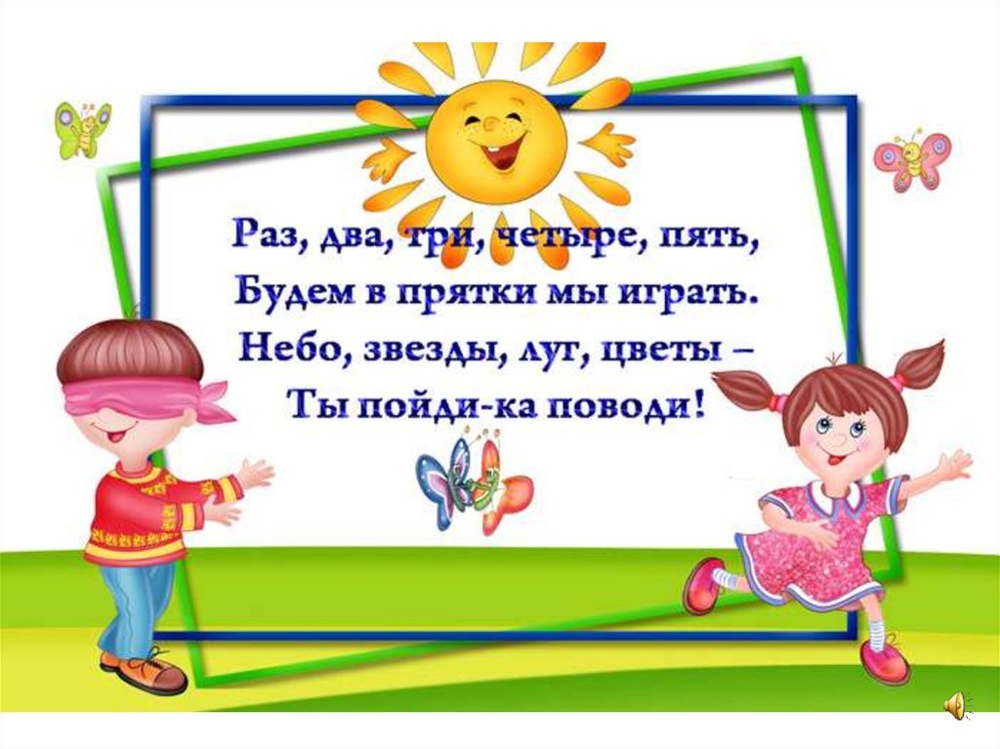 Раз, два, три, четыре, пять,
Будем в прятки мы играть.
Небо, звезды, луг, цветы –
Ты пойди-ка поводи!